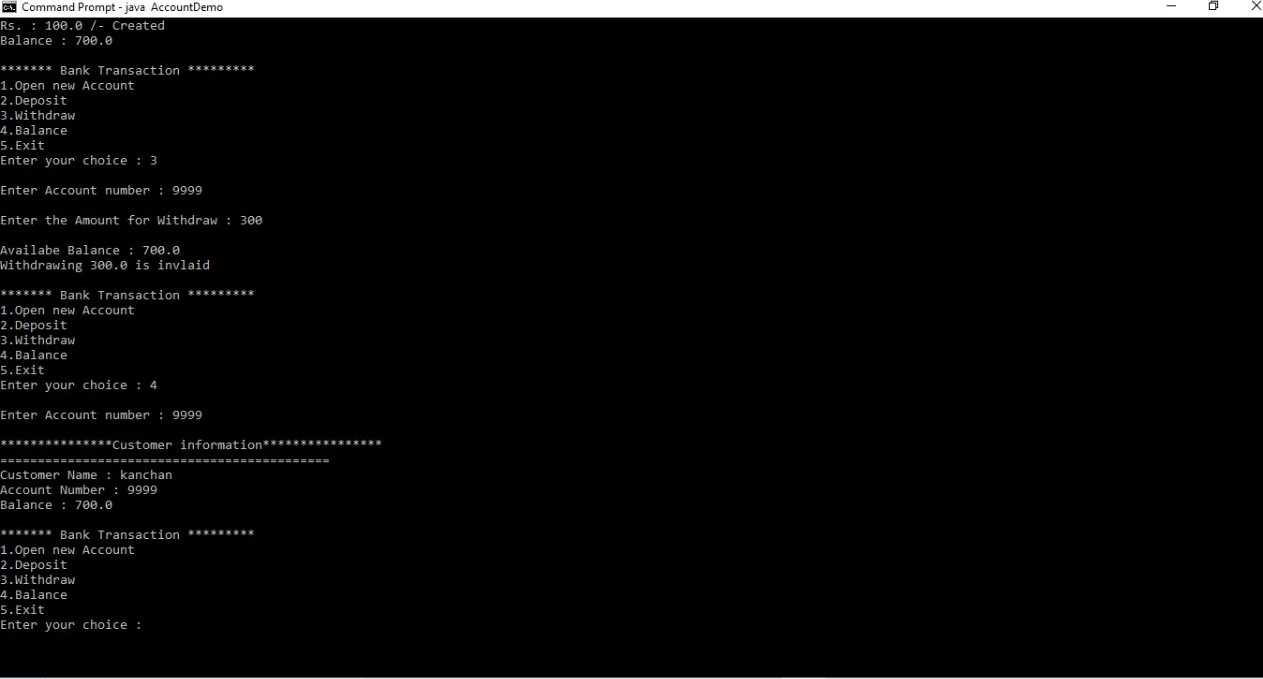 Command Prompt - java AccountDemo
Rs. : 100.0 /- Created
Balance : 700.0
******* Bank Transaction *********
1.Open new Account
2.Deposit
3.Withdraw
4.Balance
5.Exit
Enter your choice : 3
Enter Account number : 9999
Enter the Amount for Withdraw : 300
Availabe Balance : 700.0
Withdrawing 300.0 is invlaid
******* Bank Transaction *********
1.Open new Account
2.Deposit
3.Withdraw
4.Balance
5.Exit
Enter your choice : 4
Enter Account number : 9999
***************Customer information****************
============================================
Customer Name : kanchan
Account Number : 9999
Balance : 700.0
******* Bank Transaction *********
1.Open new Account
2.Deposit
3.Withdraw
4.Balance
5.Exit
Enter your choice :